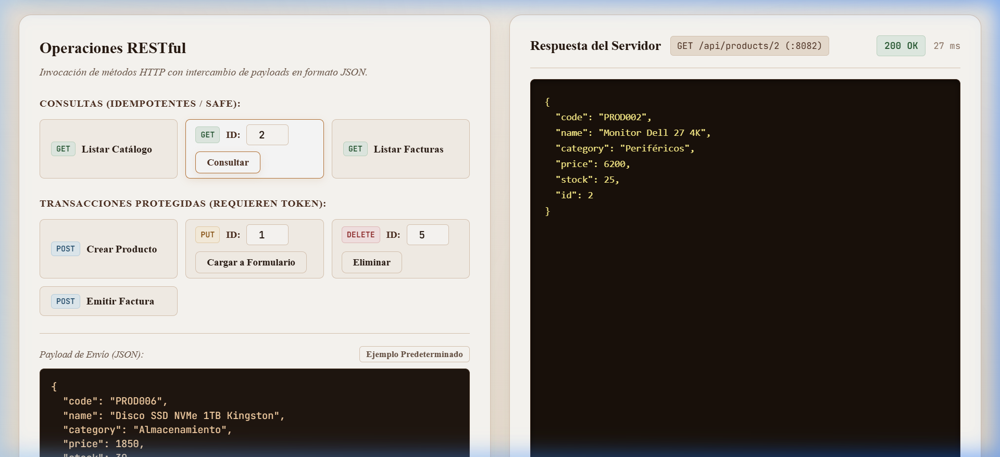 Operaciones RESTful
Invocación de métodos HTTP con intercambio de payloads en formato JSON.
CONSULTAS (IDEMPOTENTES / SAFE):
GET Listar Catálogo
GET ID: 2
Consultar
GET Listar Facturas
TRANSACCIONES PROTEGIDAS (REQUIEREN TOKEN):
POST Crear Producto
PUT ID: 1
Cargar a Formulario
DELETE ID: 5
Eliminar
POST Emitir Factura
Payload de Envío (JSON):
Ejemplo Predeterminado
{
"code": "PROD006",
"name": "Disco SSD NVMe 1TB Kingston",
"category": "Almacenamiento",
"price": 1850,
Respuesta del Servidor
GET /api/products/2 (:8082)
200 OK
27 ms
{
"code": "PROD002",
"name": "Monitor Dell 27 4K",
"category": "Periféricos",
"price": 6200,
"stock": 25,
"id": 2
}